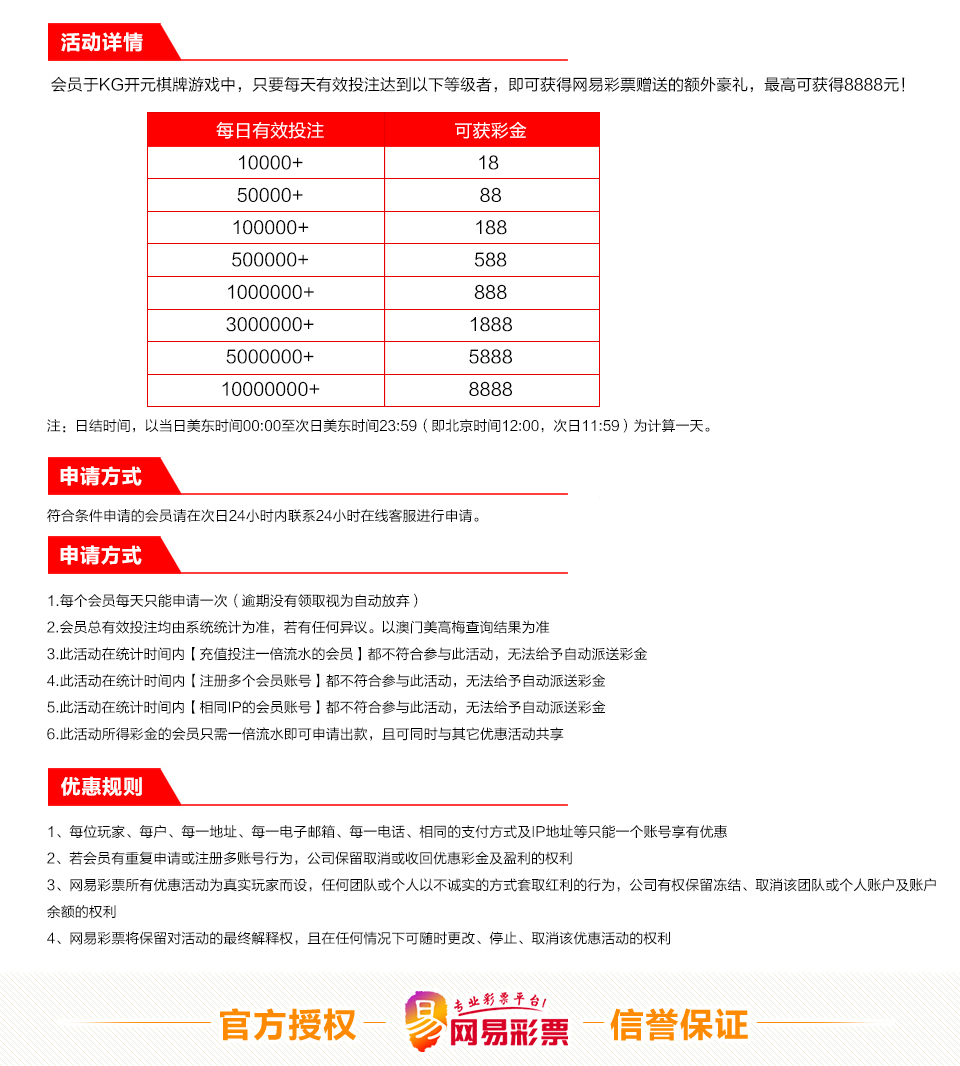 活动详情
会员于KG开元棋牌游戏中，只要每天有效投注达到以下等级者，即可获得网易彩票赠送的额外豪礼，最高可获得8888元！
每日有效投注 可获彩金
10000+ 18
50000+ 88
100000+ 188
500000+ 588
1000000+ 888
3000000+ 1888
5000000+ 5888
10000000+ 8888
注：日结时间，以当日美东时间00:00至次日美东时间23:59（即北京时间12:00，次日11:59）为计算一天。
申请方式
符合条件申请的会员请在次日24小时内联系24小时在线客服进行申请。
申请方式
1.每个会员每天只能申请一次（逾期没有领取视为自动放弃）
2.会员总有效投注均由系统统计为准，若有任何异议。以澳门美高梅查询结果为准
3.此活动在统计时间内【充值投注一倍流水的会员】都不符合参与此活动，无法给予自动派送彩金
4.此活动在统计时间内【注册多个会员账号】都不符合参与此活动，无法给予自动派送彩金
5.此活动在统计时间内【相同IP的会员账号】都不符合参与此活动，无法给予自动派送彩金
6.此活动所得彩金的会员只需一倍流水即可申请出款，且可同时与其它优惠活动共享
优惠规则
1、每位玩家、每户、每一地址、每一电子邮箱、每一电话、相同的支付方式及IP地址等只能一个账号享有优惠
2、若会员有重复申请或注册多账号行为，公司保留取消或收回优惠彩金及盈利的权利
3、网易彩票所有优惠活动为真实玩家而设，任何团队或个人以不诚实的方式套取红利的行为，公司有权保留冻结、取消该团队或个人账户及账户
余额的权利
4、网易彩票将保留对活动的最终解释权，且在任何情况下可随时更改、停止、取消该优惠活动的权利
官方授权 易 专业彩票平台! 网易彩票 信誉保证